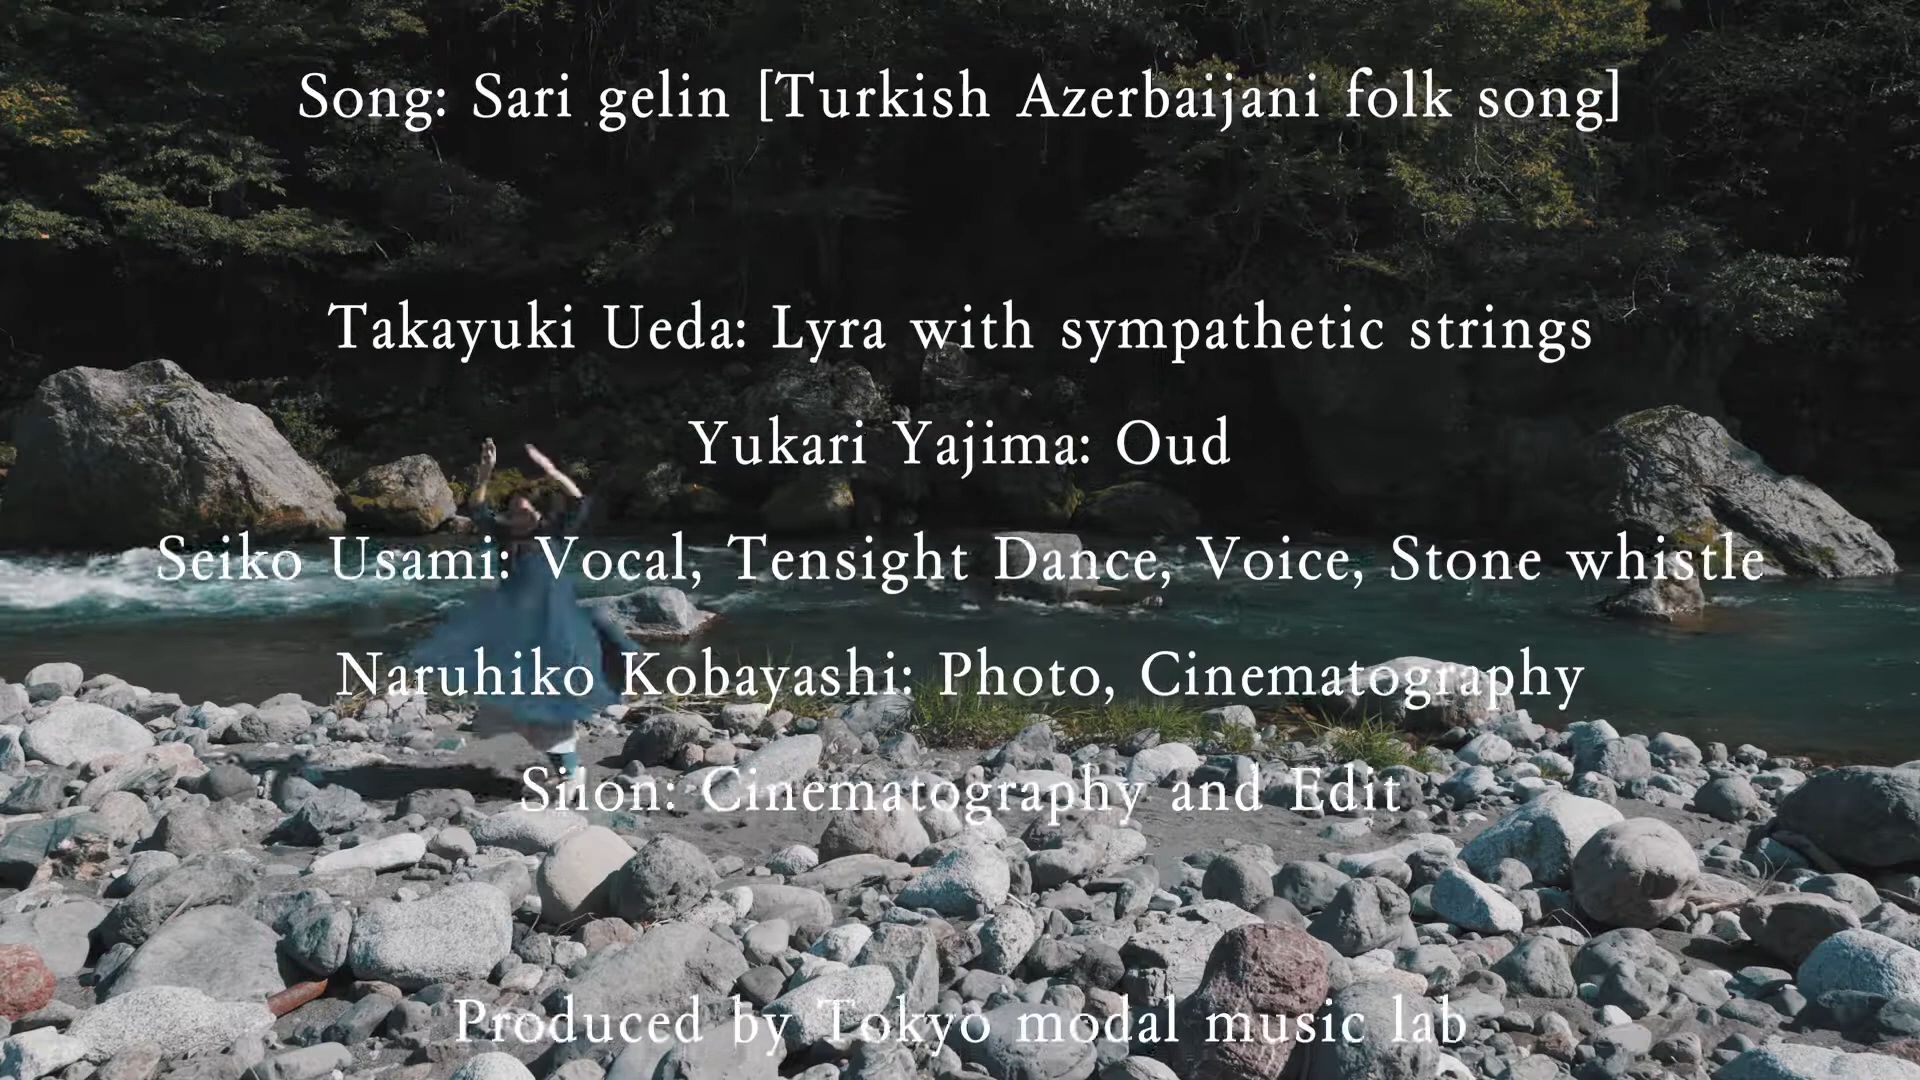 Song: Sari gelin [Turkish Azerbaijani folk song]
Takayuki Ueda: Lyra with sympathetic strings
Yukari Yajima: Oud
Seiko Usami: Vocal, Tensight Dance, Voice, Stone whistle
Naruhiko Kobayashi: Photo, Cinematography
Siion: Cinematography and Edit
Produced by Tokyo modal music lab